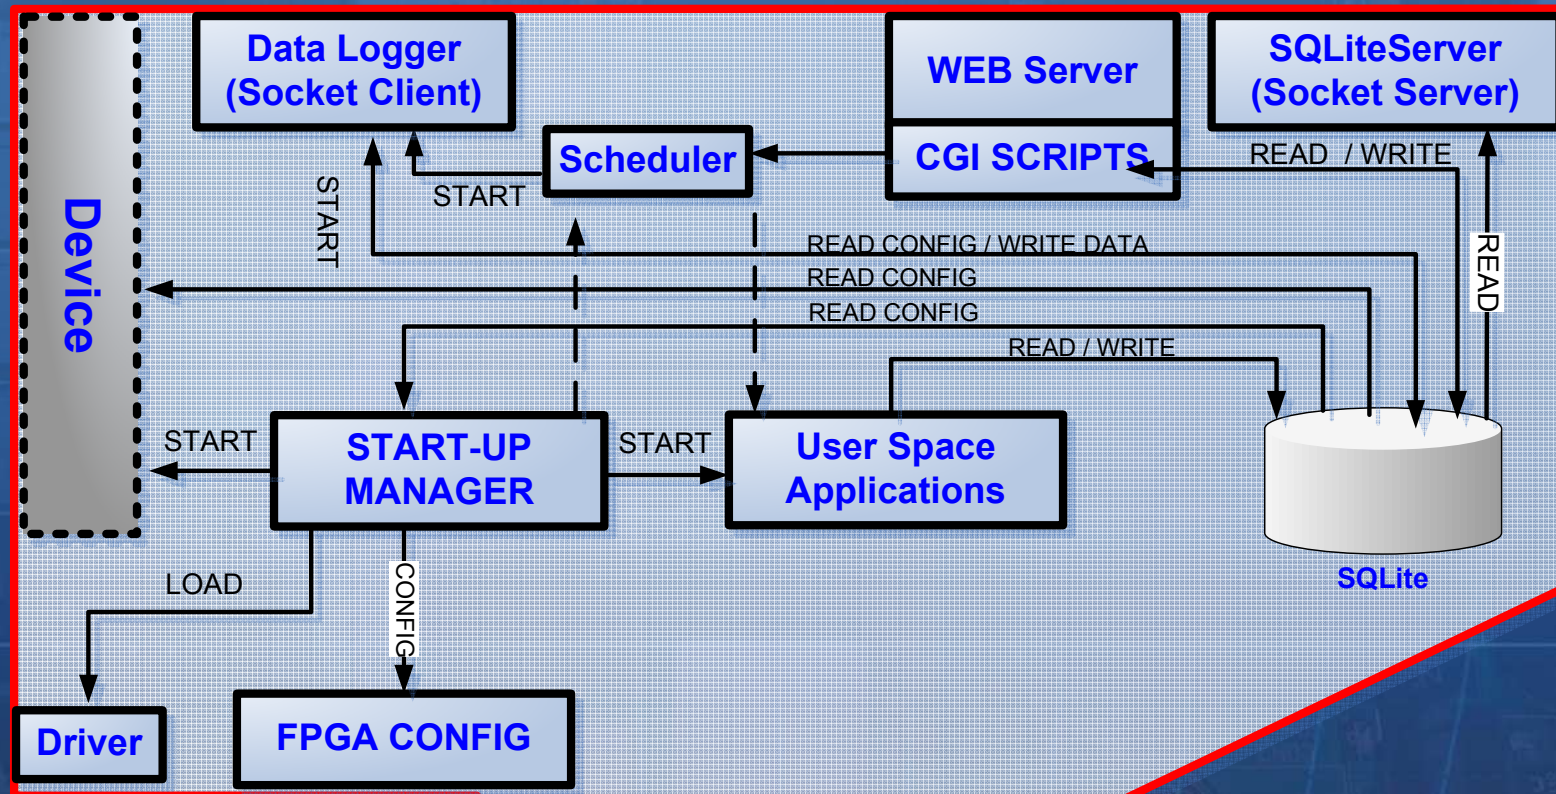 Data Logger
(Socket Client)
WEB Server
SQLiteServer
(Socket Server)
Scheduler
CGI SCRIPTS
READ / WRITE
START
START
Device
READ CONFIG / WRITE DATA
READ
READ CONFIG
READ CONFIG
READ / WRITE
START
START-UP
MANAGER
START
User Space
Applications
SQLite
LOAD
CONFIG
Driver
FPGA CONFIG